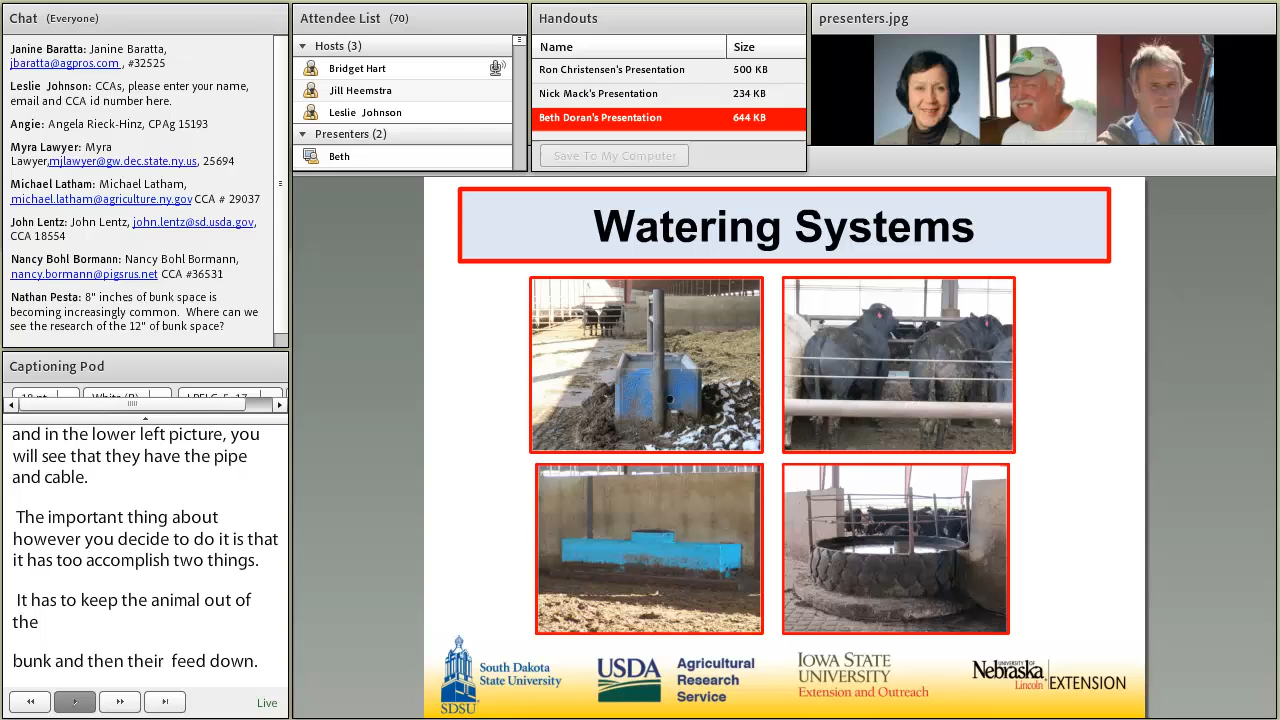 Chat (Everyone)
Janine Baratta: Janine Baratta,
jbaratta@agpros.com , #32525
Leslie Johnson: CCAs, please enter your name,
email and CCA id number here.
Angie: Angela Rieck-Hinz, CPAg 15193
Myra Lawyer: Myra
Lawyer,mjlawyer@gw.dec.state.ny.us, 25694
Michael Latham: Michael Latham,
michael.latham@agriculture.ny.gov CCA # 29037
John Lentz: John Lentz, john.lentz@sd.usda.gov,
CCA 18554
Nancy Bohl Bormann: Nancy Bohl Bormann,
nancy.bormann@pigsrus.net CCA #36531
Nathan Pesta: 8" inches of bunk space is
becoming increasingly common. Where can we
see the research of the 12" of bunk space?
Captioning Pod
and in the lower left picture, you
will see that they have the pipe
and cable.
The important thing about
however you decide to do it is that
it has too accomplish two things.
It has to keep the animal out of
the
bunk and then their feed down.
Live
Attendee List (70)
Hosts (3)
Bridget Hart
Jill Heemstra
Leslie Johnson
Presenters (2)
Beth
Handouts
Name Size
Ron Christensen's Presentation 500 KB
Nick Mack's Presentation 234 KB
Beth Doran's Presentation 644 KB
Save To My Computer
presenters.jpg
Watering Systems
SDSU
South Dakota
State University
USDA
Agricultural
Research
Service
IOWA STATE
UNIVERSITY
Extension and Outreach
UNIVERSITY OF
Nebraska
Lincoln
EXTENSION